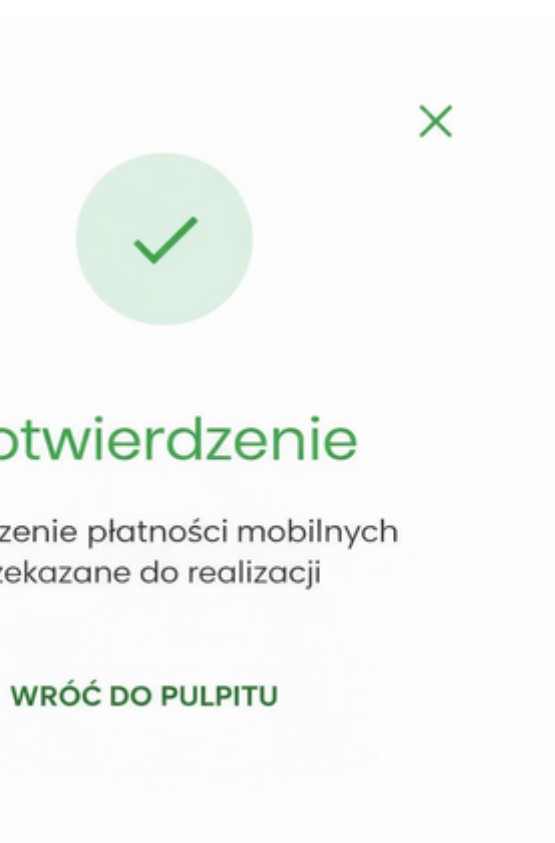 otwierdzenie
zenie płatności mobilnych
zekazane do realizacji
WRÓĆ DO PULPITU